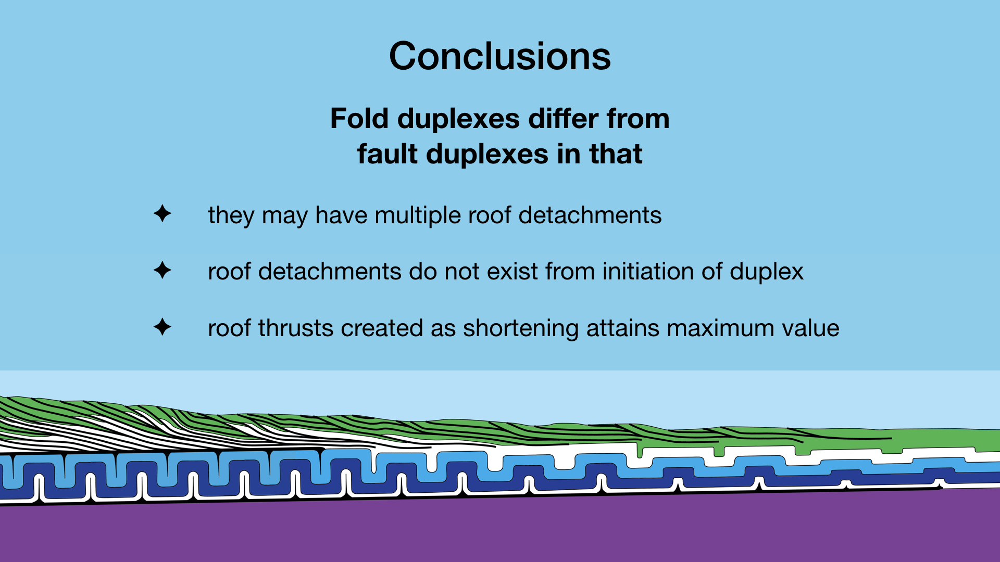 Conclusions
Fold duplexes differ from
fault duplexes in that
✦ they may have multiple roof detachments
✦ roof detachments do not exist from initiation of duplex
✦ roof thrusts created as shortening attains maximum value